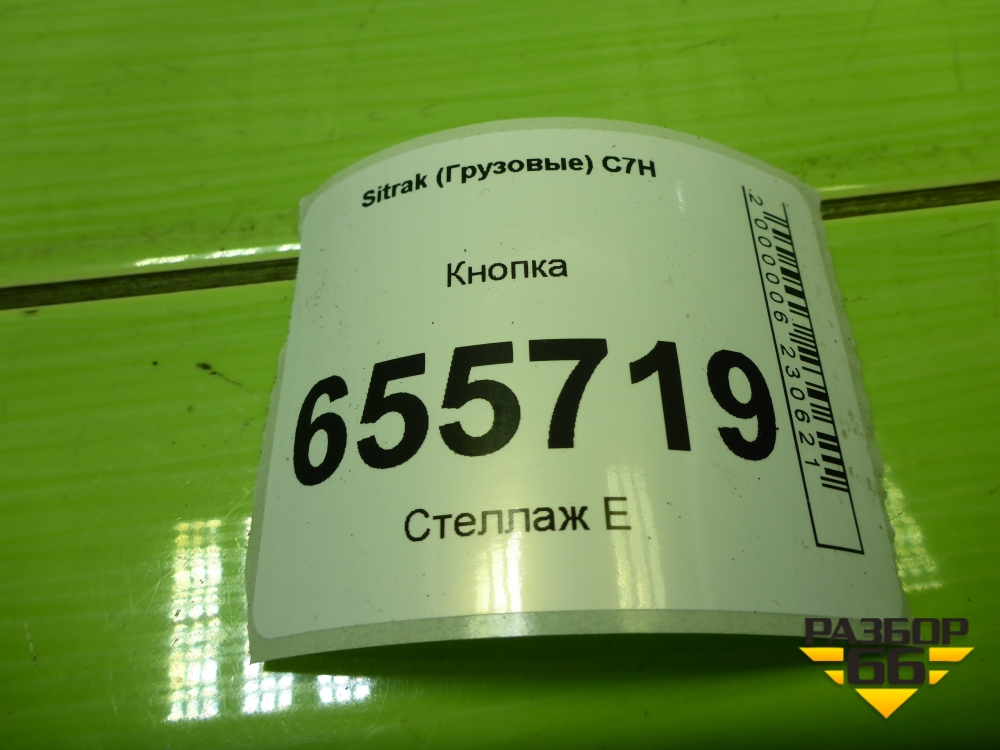 Sitrak (Грузовые) C7H
Кнопка
655719
Стеллаж Е
2000006230621
РАЗБОР
66